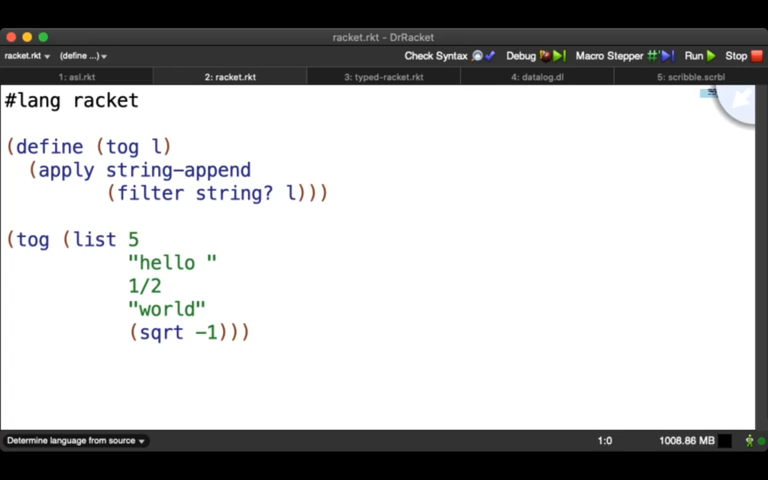 racket.rkt - DrRacket
racket.rkt (define ...) Check Syntax Debug Macro Stepper Run Stop
1: asl.rkt 2: racket.rkt 3: typed-racket.rkt 4: datalog.dl 5: scribble.scrbl
#lang racket
(define (tog l)
(apply string-append
(filter string? l)))
(tog (list 5
"hello "
1/2
"world"
(sqrt -1)))
Determine language from source 1:0 1008.86 MB